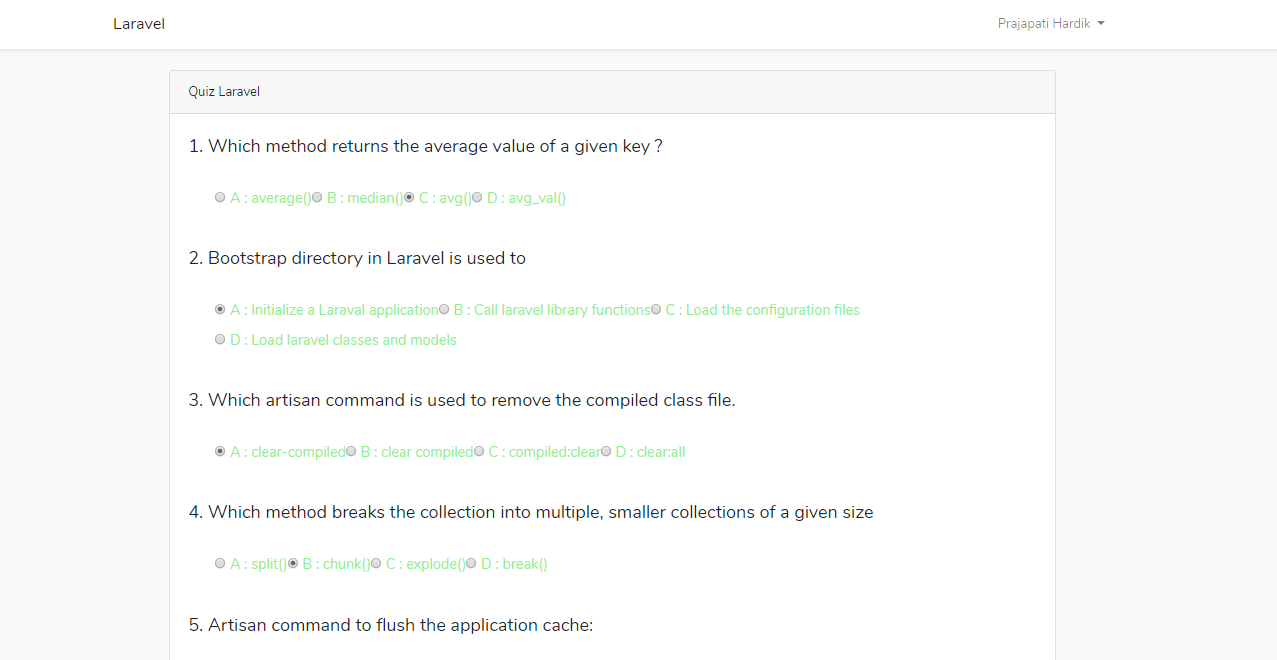 Laravel
Prajapati Hardik
Quiz Laravel
1. Which method returns the average value of a given key ?
A : average() B : median() C : avg() D : avg_val()
2. Bootstrap directory in Laravel is used to
A : Initialize a Laraval application B : Call laravel library functions C : Load the configuration files
D : Load laravel classes and models
3. Which artisan command is used to remove the compiled class file.
A : clear-compiled B : clear compiled C : compiled:clear D : clear:all
4. Which method breaks the collection into multiple, smaller collections of a given size
A : split() B : chunk() C : explode() D : break()
5. Artisan command to flush the application cache: